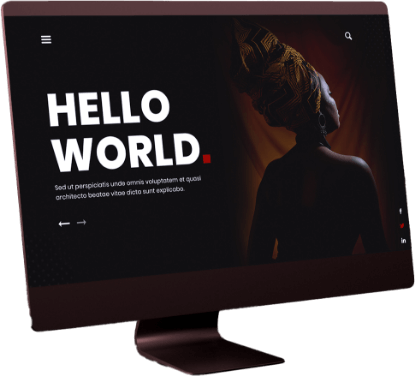 HELLO
WORLD.
Sed ut perspiciatis unde omnis voluptatem et quasi
architecto beatae vitae dicta sunt explicabo.
f
in